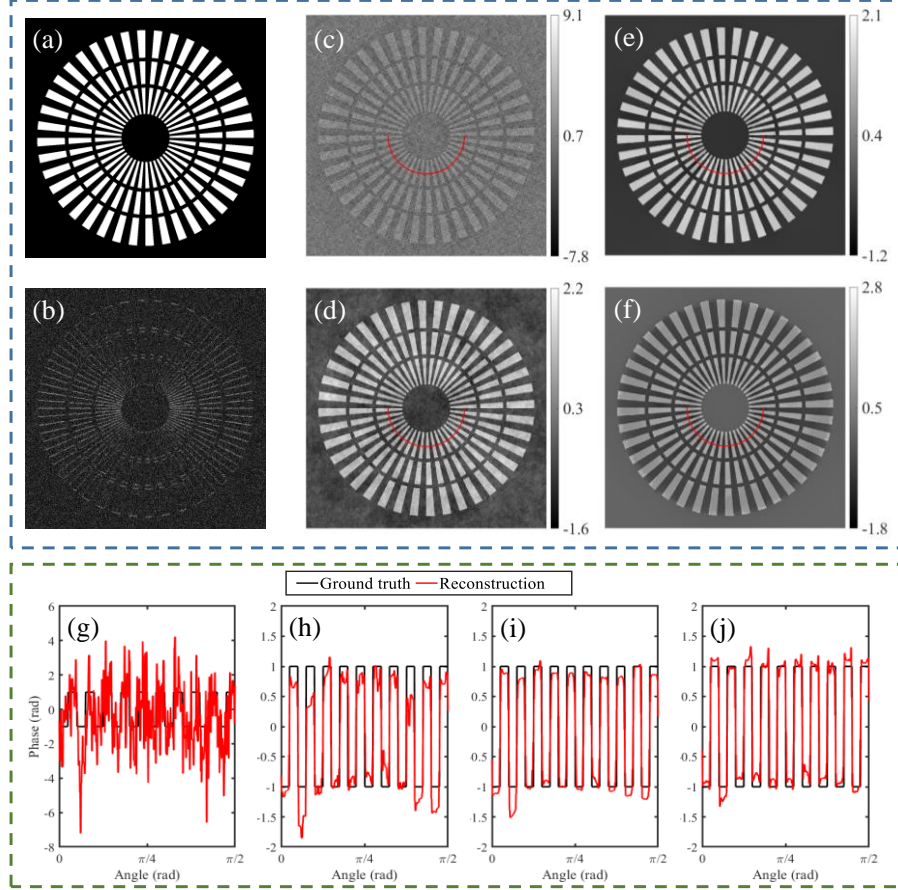 (a)
(c)
9.1
0.7
-7.8
(e)
2.1
0.4
-1.2
(b)
(d)
2.2
0.3
-1.6
(f)
2.8
0.5
-1.8
Ground truth
Reconstruction
(g)
6
4
2
0
-2
-4
-6
-8
Phase (rad)
0
π/4
π/2
Angle (rad)
(h)
2
1.5
1
0.5
0
-0.5
-1
-1.5
-2
0
π/4
π/2
Angle (rad)
(i)
2
1.5
1
0.5
0
-0.5
-1
-1.5
-2
0
π/4
π/2
Angle (rad)
(j)
2
1.5
1
0.5
0
-0.5
-1
-1.5
-2
0
π/4
π/2
Angle (rad)